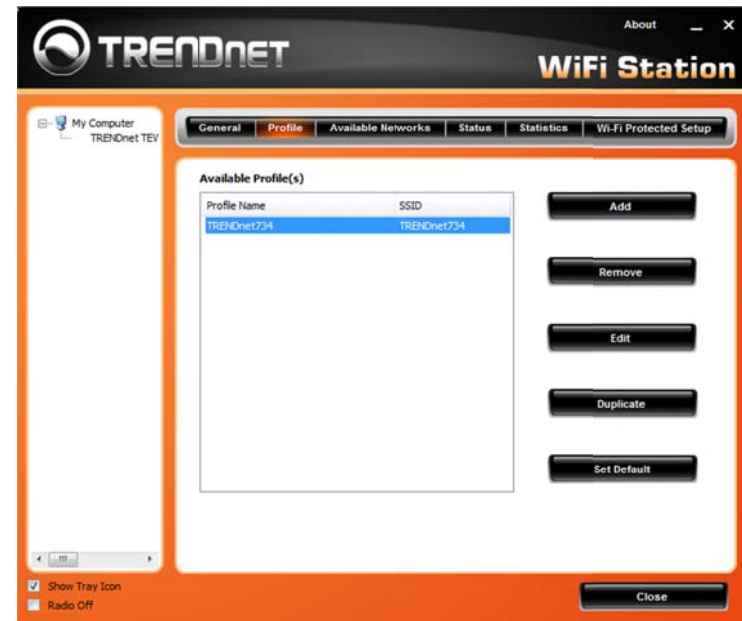 About
TRENDnet
WiFi Station
My Computer
TRENDnet TEV
General Profile Available Networks Status Statistics Wi-Fi Protected Setup
Available Profile(s)
Profile Name SSID
TRENDnet734 TRENDnet734
Add
Remove
Edit
Duplicate
Set Default
Show Tray Icon
Radio Off
Close